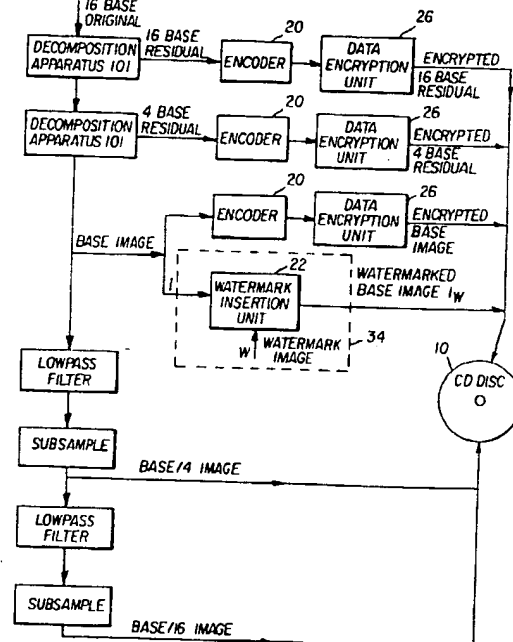 16 BASE
ORIGINAL
DECOMPOSITION
APPARATUS 101
16 BASE
RESIDUAL
20
ENCODER
26
DATA
ENCRYPTION
UNIT
ENCRYPTED
16 BASE
RESIDUAL
DECOMPOSITION
APPARATUS 101
4 BASE
RESIDUAL
20
ENCODER
26
DATA
ENCRYPTION
UNIT
ENCRYPTED
4 BASE
RESIDUAL
BASE IMAGE
20
ENCODER
26
DATA
ENCRYPTION
UNIT
ENCRYPTED
BASE
IMAGE
I
22
WATERMARK
INSERTION
UNIT
WATERMARKED
BASE IMAGE IW
W
WATERMARK
IMAGE
34
10
CD DISC
LOWPASS
FILTER
SUBSAMPLE
BASE/4 IMAGE
LOWPASS
FILTER
SUBSAMPLE
BASE/16 IMAGE